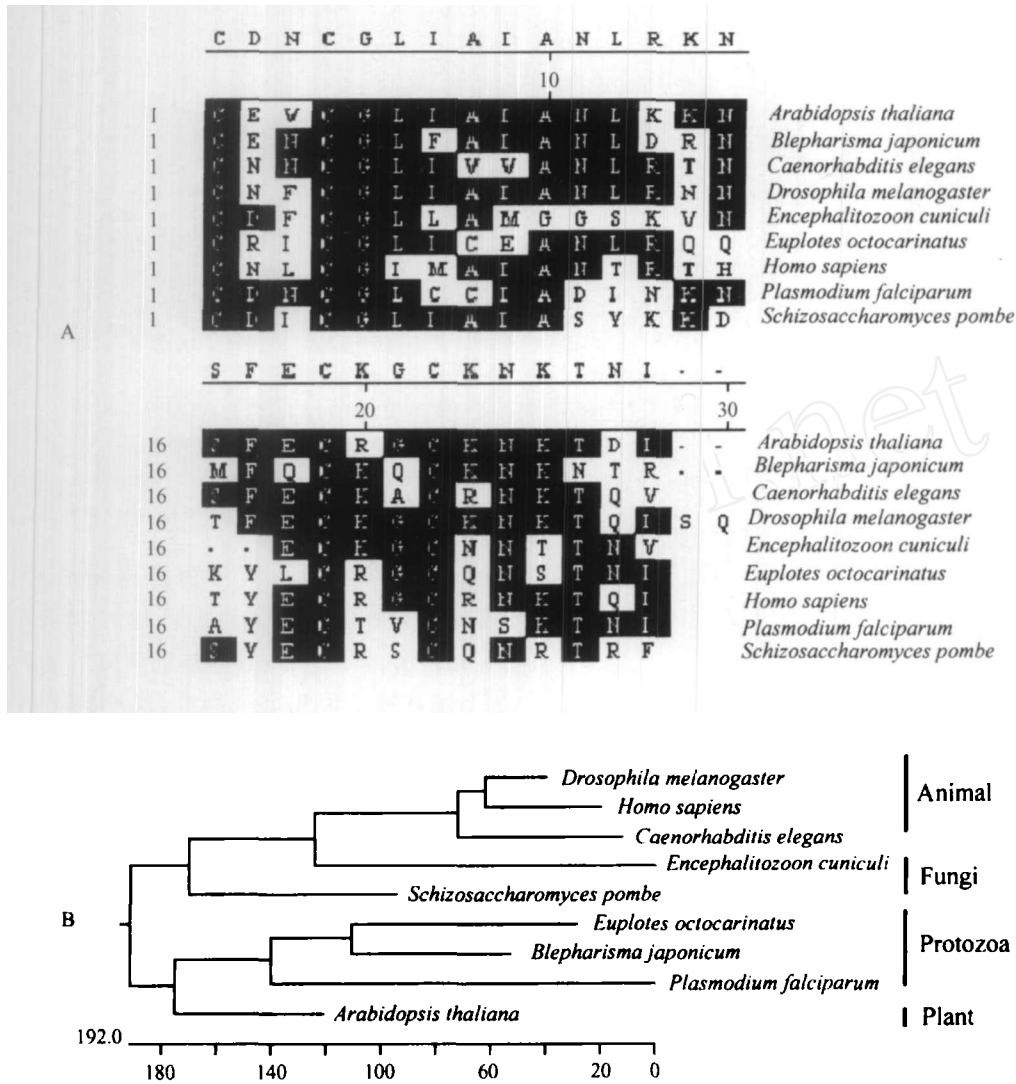 C D N C G L I A I A N L R K N
10
1 C E W C G L I A I A N L K K N Arabidopsis thaliana
1 C E N C G L F A I A N L D R N Blepharisma japonicum
1 C N N C G L I V V A N L R T N Caenorhabditis elegans
1 C N F C G L I A I A N L R N N Drosophila melanogaster
1 C D F C G L L A M G G S K V N Encephalitozoon cuniculi
1 C R I C G L I C E A N L R Q Q Euplotes octocarinatus
1 C N L C G I M A I A N T R T H Homo sapiens
1 C D N C G L C C I A D I N K N Plasmodium falciparum
1 C D I C G L I A I A S Y K K D Schizosaccharomyces pombe
A
S F E C K G C K N K T N I - -
20 30
16 S F E C R G C K N K T D I - - Arabidopsis thaliana
16 M F Q C K Q C K N K N T R - - Blepharisma japonicum
16 S F E C K A C R N K T Q V Caenorhabditis elegans
16 T F E C K G C K N K T Q I S Q Drosophila melanogaster
16 - - E C K G C N N T T N V Encephalitozoon cuniculi
16 K Y L C R G C Q N S T N I Euplotes octocarinatus
16 T Y E C R G C R N K T Q I Homo sapiens
16 A Y E C T V C N S K T N I Plasmodium falciparum
16 S Y E C R S C Q N R T R F Schizosaccharomyces pombe
B
Drosophila melanogaster
Homo sapiens
Caenorhabditis elegans
Animal
Encephalitozoon cuniculi
Schizosaccharomyces pombe
Fungi
Euplotes octocarinatus
Blepharisma japonicum
Plasmodium falciparum
Protozoa
Arabidopsis thaliana
Plant
192.0
180 140 100 60 20 0